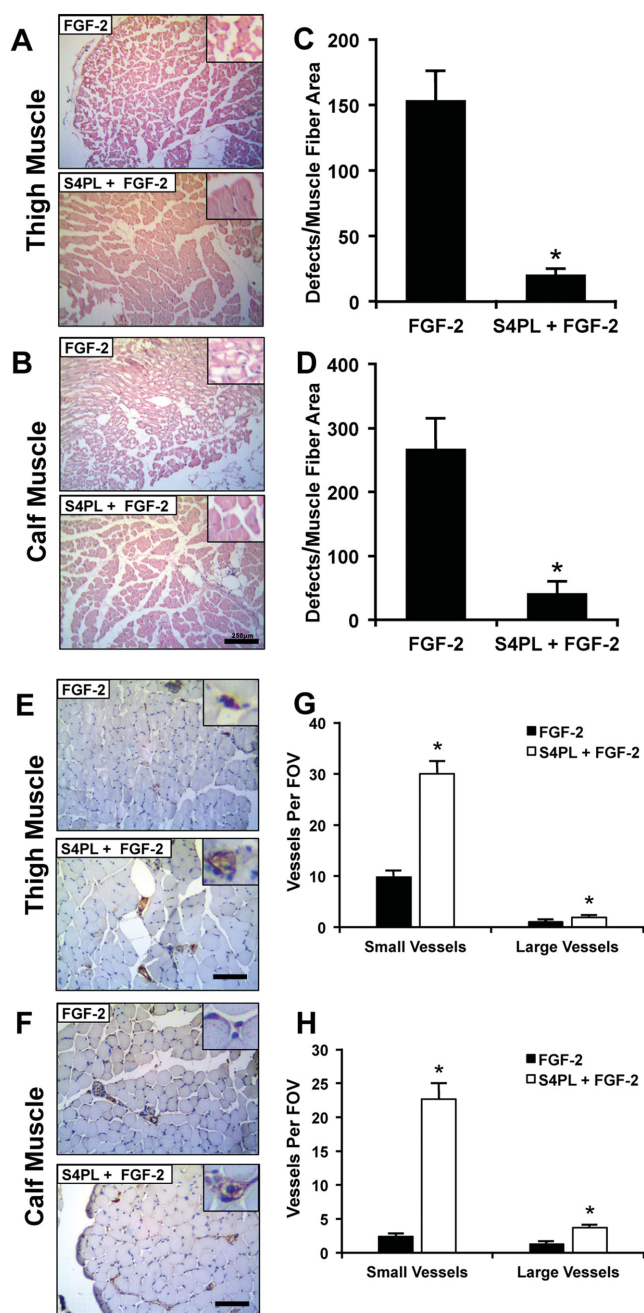 A
Thigh Muscle
FGF-2
S4PL + FGF-2
B
Calf Muscle
FGF-2
S4PL + FGF-2
250µm
C
Defects/Muscle Fiber Area
200
150
100
50
0
*
FGF-2
S4PL + FGF-2
D
Defects/Muscle Fiber Area
400
300
200
100
0
*
FGF-2
S4PL + FGF-2
E
Thigh Muscle
FGF-2
S4PL + FGF-2
F
Calf Muscle
FGF-2
S4PL + FGF-2
G
FGF-2
S4PL + FGF-2
Vessels Per FOV
40
30
20
10
0
*
*
Small Vessels
Large Vessels
H
FGF-2
S4PL + FGF-2
Vessels Per FOV
30
25
20
15
10
5
0
*
*
Small Vessels
Large Vessels